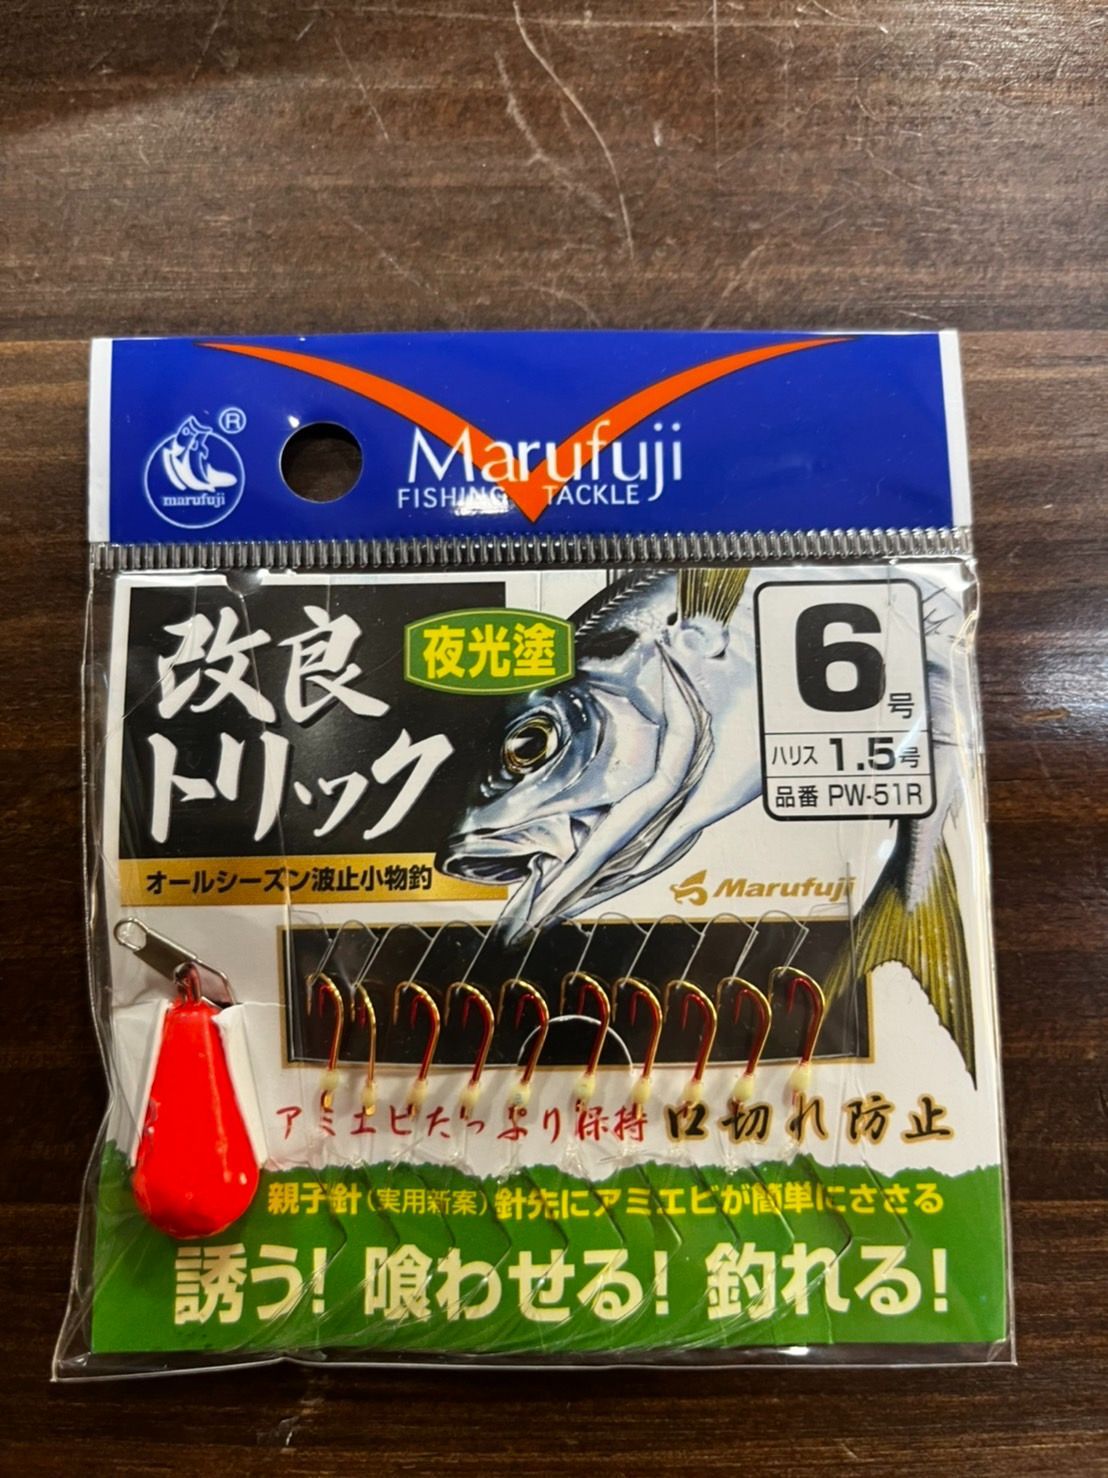 ®
marufuji
Marufuji
FISHING TACKLE
改良
トリック
夜光塗
6号
ハリス 1.5号
品番 PW-51R
オールシーズン波止小物釣
Marufuji
アミエビたっぷり保持 口切れ防止
親子針(実用新案)針先にアミエビが簡単にささる
誘う!喰わせる!釣れる!